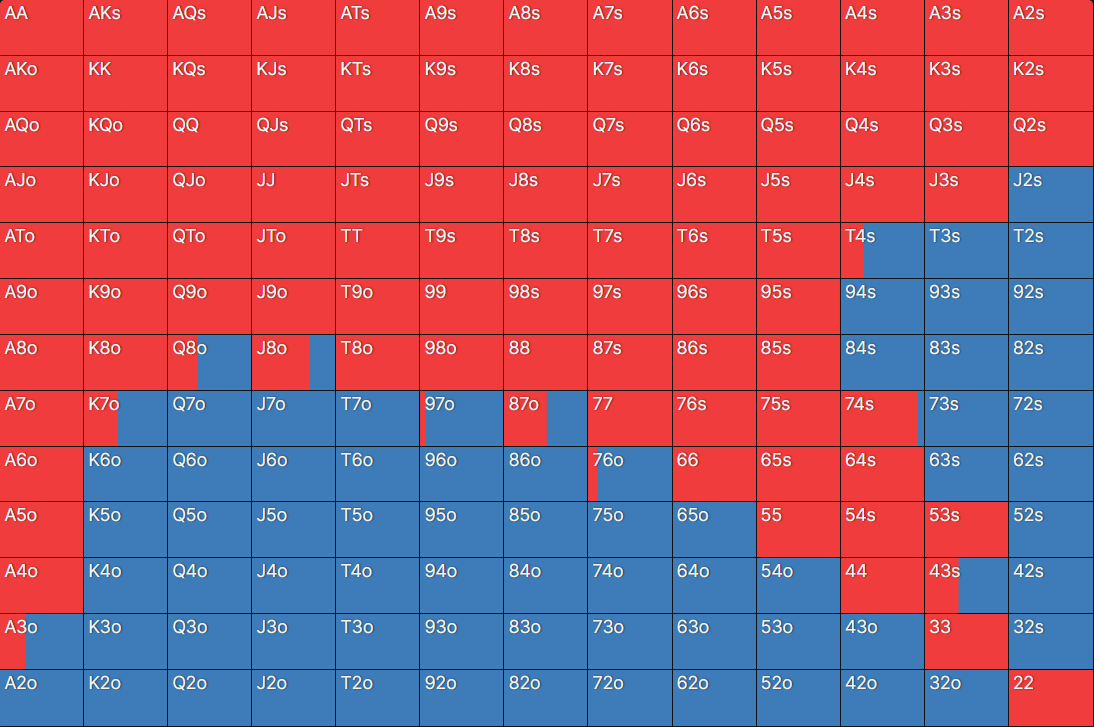 AA AKs AQs AJs ATs A9s A8s A7s A6s A5s A4s A3s A2s
AKo KK KQs KJs KTs K9s K8s K7s K6s K5s K4s K3s K2s
AQo KQo QQ QJs QTs Q9s Q8s Q7s Q6s Q5s Q4s Q3s Q2s
AJo KJo QJo JJ JTs J9s J8s J7s J6s J5s J4s J3s J2s
ATo KTo QTo JTo TT T9s T8s T7s T6s T5s T4s T3s T2s
A9o K9o Q9o J9o T9o 99 98s 97s 96s 95s 94s 93s 92s
A8o K8o Q8o J8o T8o 98o 88 87s 86s 85s 84s 83s 82s
A7o K7o Q7o J7o T7o 97o 87o 77 76s 75s 74s 73s 72s
A6o K6o Q6o J6o T6o 96o 86o 76o 66 65s 64s 63s 62s
A5o K5o Q5o J5o T5o 95o 85o 75o 65o 55 54s 53s 52s
A4o K4o Q4o J4o T4o 94o 84o 74o 64o 54o 44 43s 42s
A3o K3o Q3o J3o T3o 93o 83o 73o 63o 53o 43o 33 32s
A2o K2o Q2o J2o T2o 92o 82o 72o 62o 52o 42o 32o 22